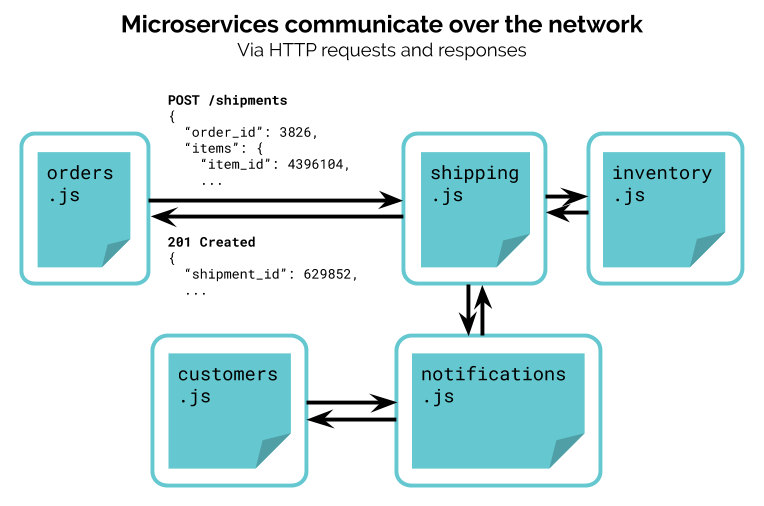 Microservices communicate over the network
Via HTTP requests and responses
POST /shipments
{
“order_id”: 3826,
“items”: {
“item_id”: 4396104,
...
orders
.js
shipping
.js
inventory
.js
201 Created
{
“shipment_id”: 629852,
...
customers
.js
notifications
.js